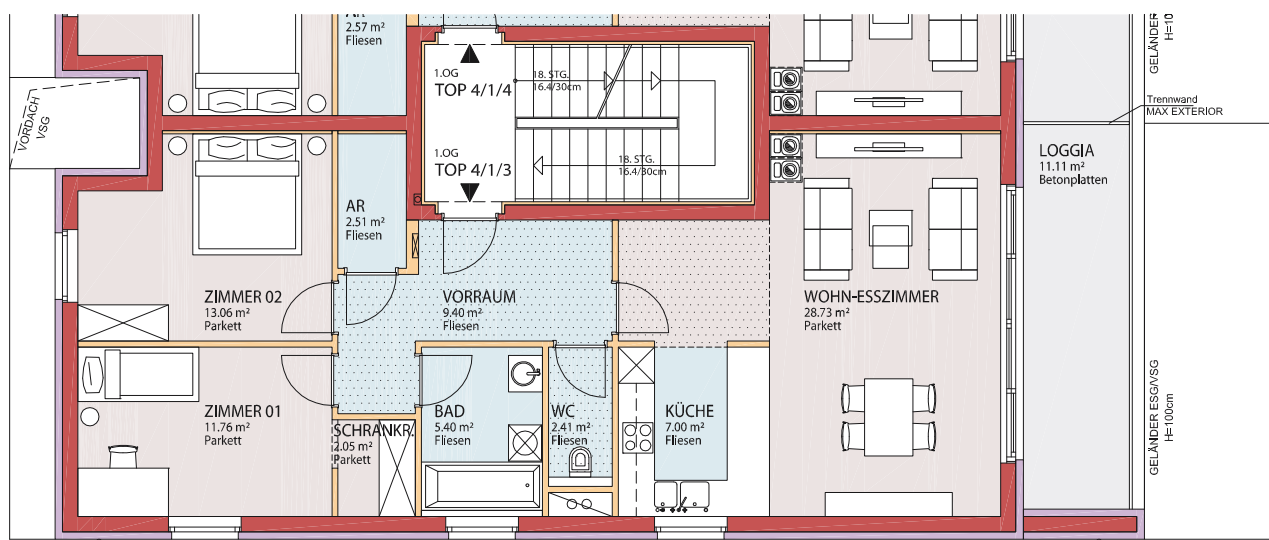 AR
2.57 m²
Fliesen
VORDACH
VSG
1.OG
TOP 4/1/4
18. STG.
16.4/30cm
1.OG
TOP 4/1/3
18. STG.
16.4/30cm
GELÄNDER
H=10
Trennwand
MAX EXTERIOR
LOGGIA
11.11 m²
Betonplatten
AR
2.51 m²
Fliesen
ZIMMER 02
13.06 m²
Parkett
VORRAUM
9.40 m²
Fliesen
WOHN-ESSZIMMER
28.73 m²
Parkett
ZIMMER 01
11.76 m²
Parkett
SCHRANKR.
2.05 m²
Parkett
BAD
5.40 m²
Fliesen
WC
2.41 m²
Fliesen
KÜCHE
7.00 m²
Fliesen
GELÄNDER ESG/VSG
H=100cm